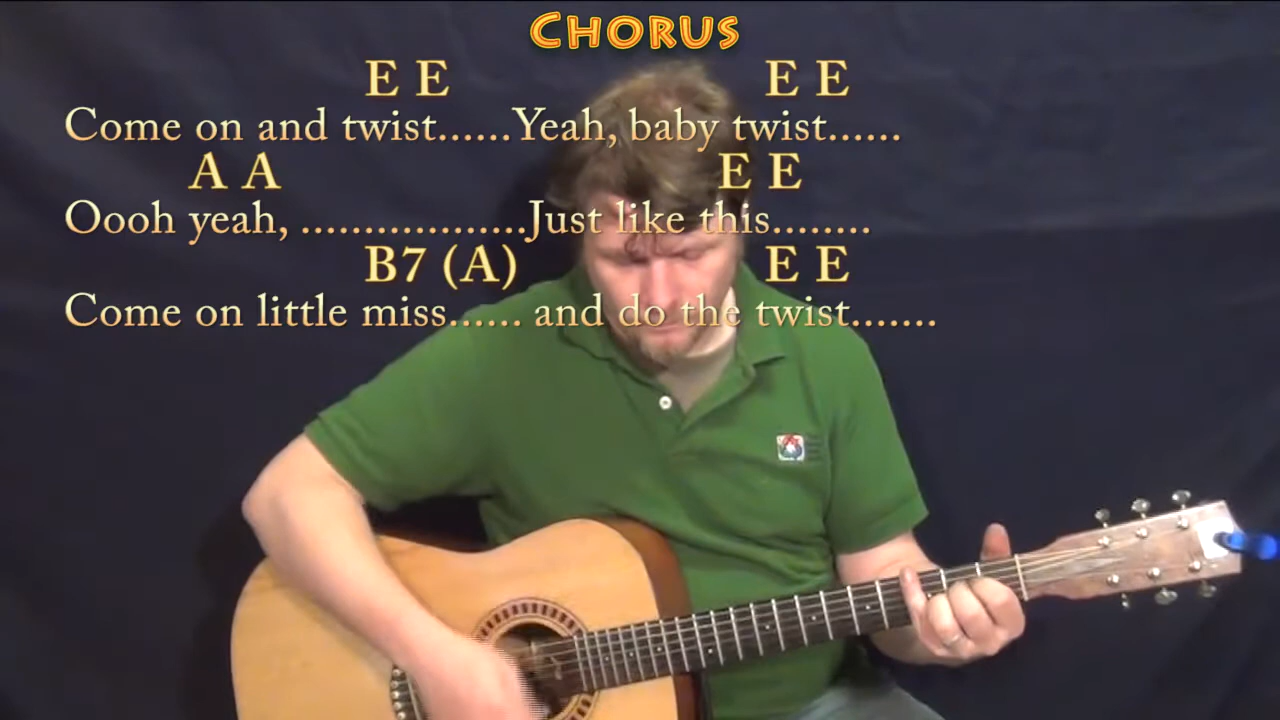 CHORUS
E E E E
Come on and twist......Yeah, baby twist......
A A E E
Oooh yeah, ..................Just like this........
B7 (A) E E
Come on little miss...... and do the twist.......